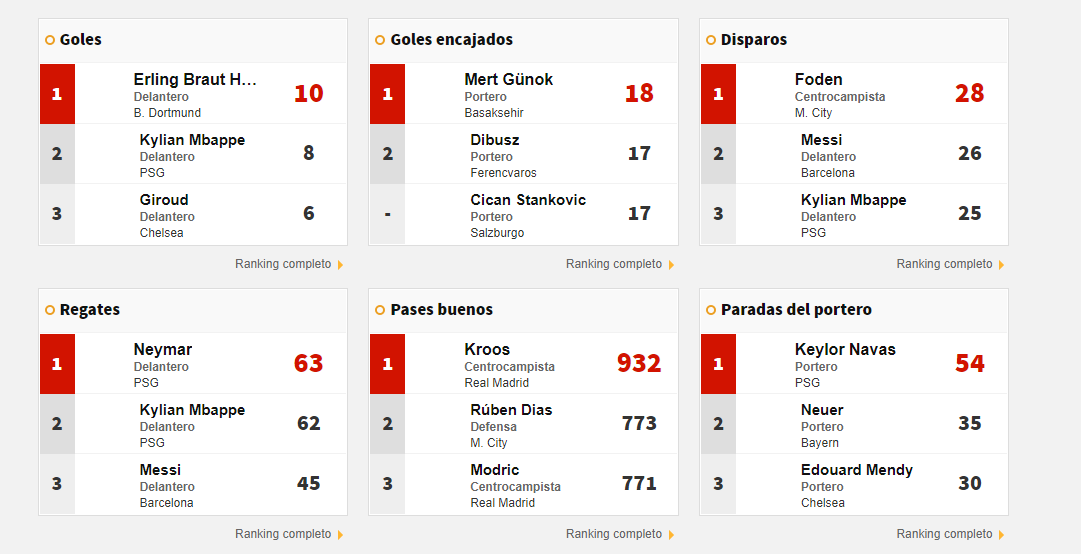 Goles
1
Erling Braut H...
Delantero
B. Dortmund
10
2
Kylian Mbappe
Delantero
PSG
8
3
Giroud
Delantero
Chelsea
6
Ranking completo
Goles encajados
1
Mert Günok
Portero
Basaksehir
18
2
Dibusz
Portero
Ferencvaros
17
-
Cican Stankovic
Portero
Salzburgo
17
Ranking completo
Disparos
1
Foden
Centrocampista
M. City
28
2
Messi
Delantero
Barcelona
26
3
Kylian Mbappe
Delantero
PSG
25
Ranking completo
Regates
1
Neymar
Delantero
PSG
63
2
Kylian Mbappe
Delantero
PSG
62
3
Messi
Delantero
Barcelona
45
Ranking completo
Pases buenos
1
Kroos
Centrocampista
Real Madrid
932
2
Rúben Dias
Defensa
M. City
773
3
Modric
Centrocampista
Real Madrid
771
Ranking completo
Paradas del portero
1
Keylor Navas
Portero
PSG
54
2
Neuer
Portero
Bayern
35
3
Edouard Mendy
Portero
Chelsea
30
Ranking completo